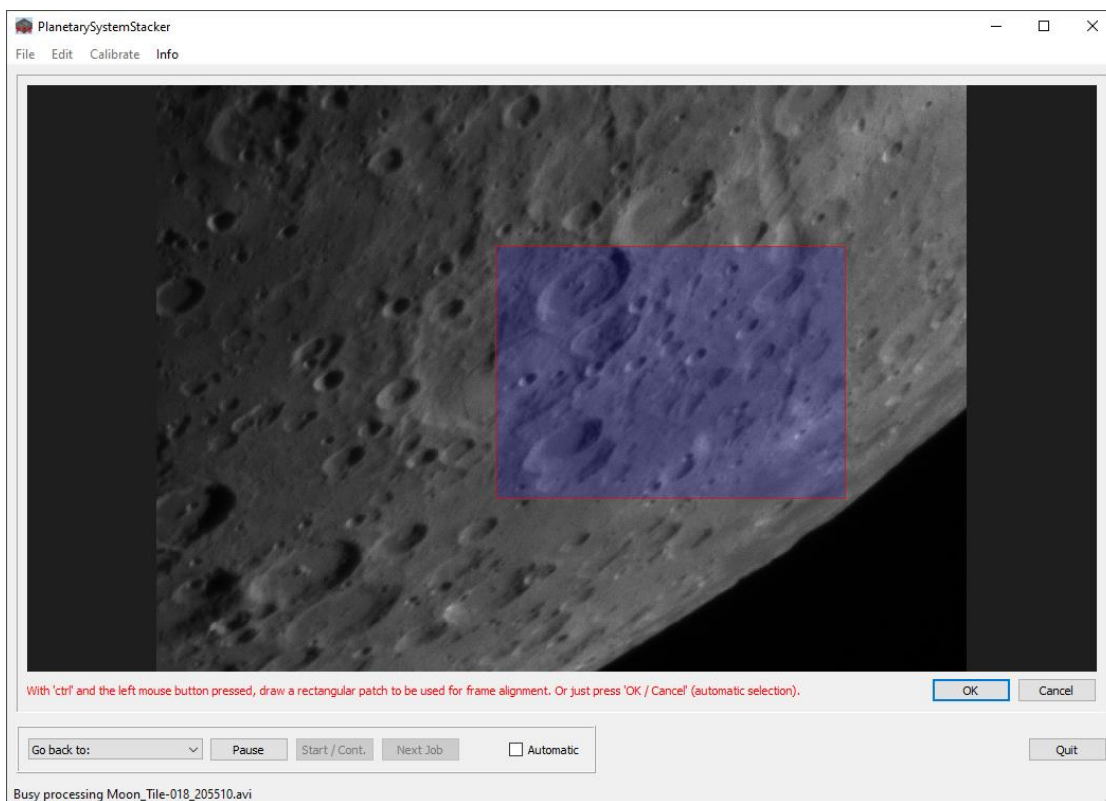 PlanetarySystemStacker
File Edit Calibrate Info
With 'ctrl' and the left mouse button pressed, draw a rectangular patch to be used for frame alignment. Or just press 'OK / Cancel' (automatic selection).
OK Cancel
Go back to: Pause Start / Cont. Next Job Automatic Quit
Busy processing Moon_Tile-018_205510.avi